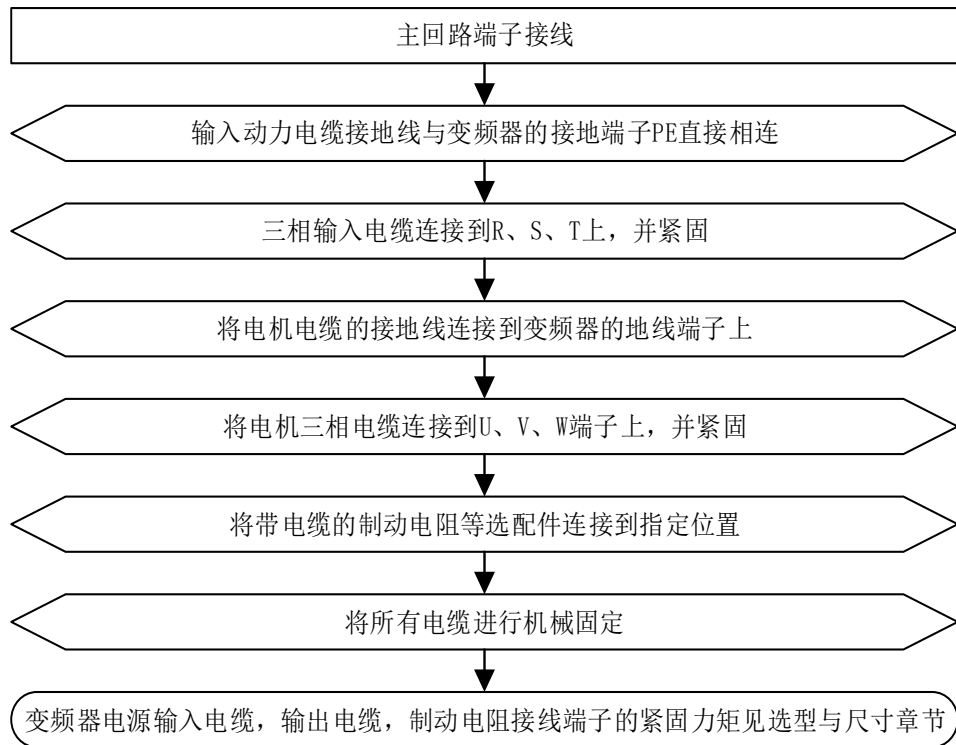 主回路端子接线
输入动力电缆接地线与变频器的接地端子PE直接相连
三相输入电缆连接到R、S、T上，并紧固
将电机电缆的接地线连接到变频器的地线端子上
将电机三相电缆连接到U、V、W端子上，并紧固
将带电缆的制动电阻等选配件连接到指定位置
将所有电缆进行机械固定
变频器电源输入电缆，输出电缆，制动电阻接线端子的紧固力矩见选型与尺寸章节